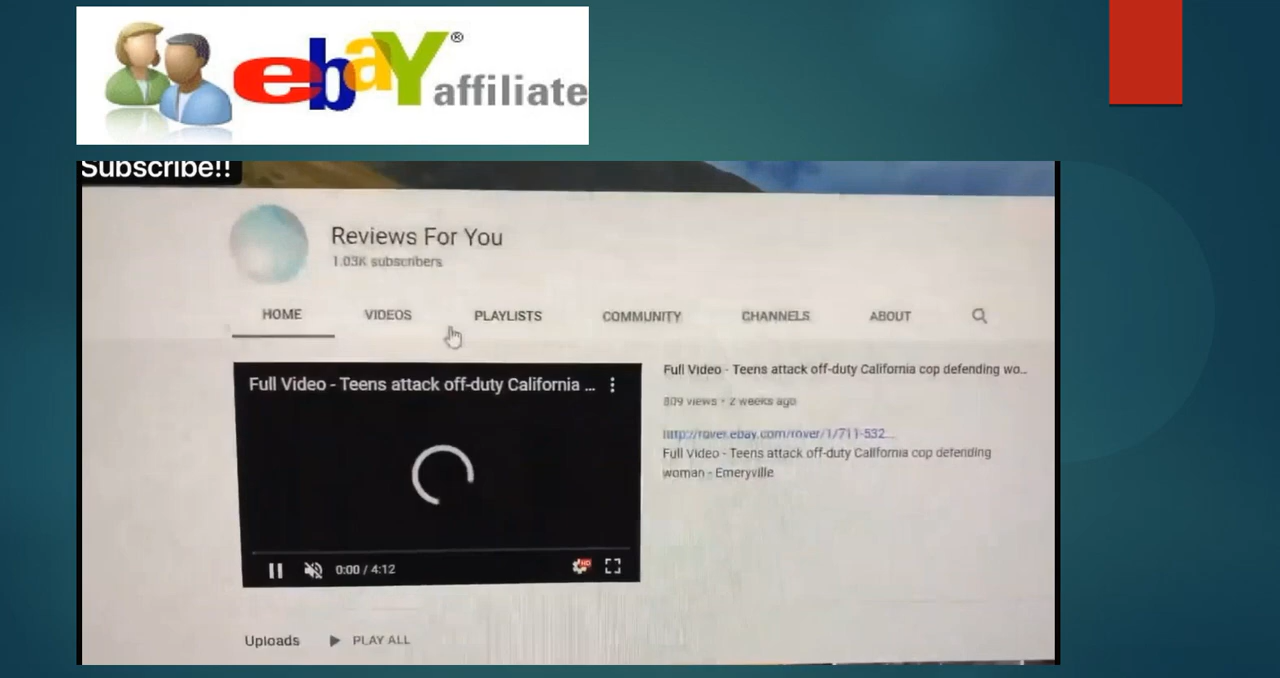 ebaY®
affiliate
Subscribe!!
Reviews For You
1.03K subscribers
HOME VIDEOS PLAYLISTS COMMUNITY CHANNELS ABOUT
Full Video - Teens attack off-duty California ...
Full Video - Teens attack off-duty California cop defending wo...
809 views • 2 weeks ago
http://rover.ebay.com/rover/1/711-532...
Full Video - Teens attack off-duty California cop defending
woman - Emeryville
0:00 / 4:12
HD
Uploads PLAY ALL